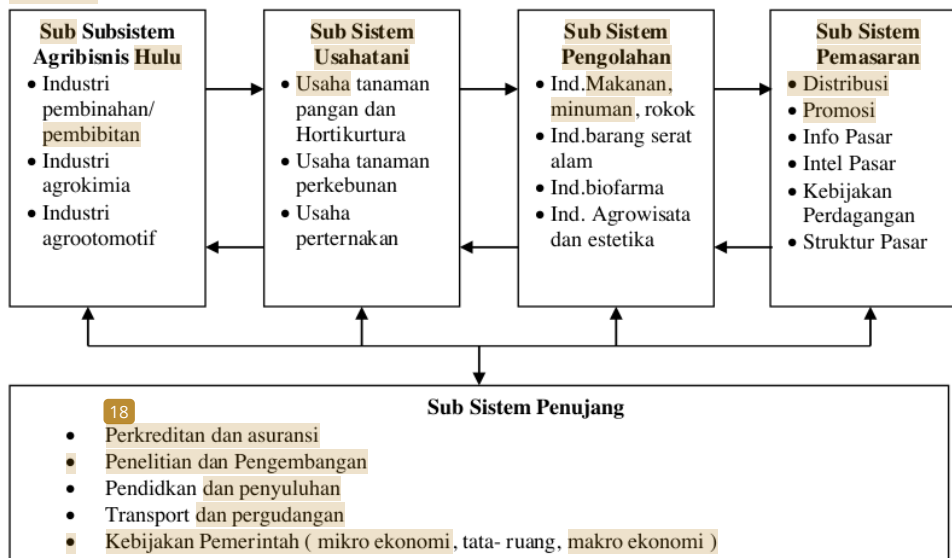 Sub Subsistem
Agribisnis Hulu
• Industri
pembinahan/
pembibitan
• Industri
agrokimia
• Industri
agrootomotif
Sub Sistem
Usahatani
• Usaha tanaman
pangan dan
Hortikurtura
• Usaha tanaman
perkebunan
• Usaha
perternakan
Sub Sistem
Pengolahan
• Ind.Makanan,
minuman, rokok
• Ind.barang serat
alam
• Ind.biofarma
• Ind. Agrowisata
dan estetika
Sub Sistem
Pemasaran
• Distribusi
• Promosi
• Info Pasar
• Intel Pasar
• Kebijakan
Perdagangan
• Struktur Pasar
18
Sub Sistem Penujang
• Perkreditan dan asuransi
• Penelitian dan Pengembangan
• Pendidkan dan penyuluhan
• Transport dan pergudangan
• Kebijakan Pemerintah ( mikro ekonomi, tata- ruang, makro ekonomi )